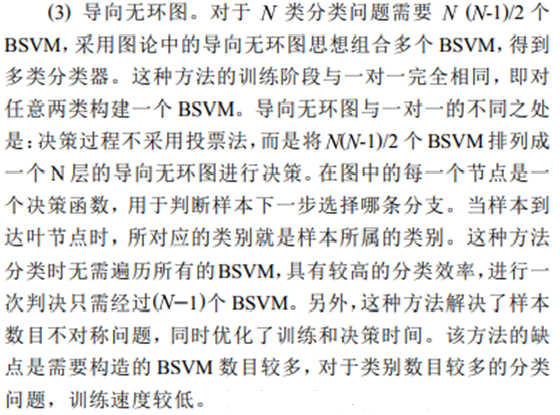 (3) 导向无环图。对于 N 类分类问题需要 N (N-1)/2 个
BSVM，采用图论中的导向无环图思想组合多个 BSVM，得到
多类分类器。这种方法的训练阶段与一对一完全相同，即对
任意两类构建一个 BSVM。导向无环图与一对一的不同之处
是：决策过程不采用投票法，而是将 N(N-1)/2 个 BSVM 排列成
一个 N 层的导向无环图进行决策。在图中的每一个节点是一
个决策函数，用于判断样本下一步选择哪条分支。当样本到
达叶节点时，所对应的类别就是样本所属的类别。这种方法
分类时无需遍历所有的 BSVM，具有较高的分类效率，进行一
次判决只需经过(N−1)个 BSVM。另外，这种方法解决了样本
数目不对称问题，同时优化了训练和决策时间。该方法的缺
点是需要构造的 BSVM 数目较多，对于类别数目较多的分类
问题，训练速度较低。